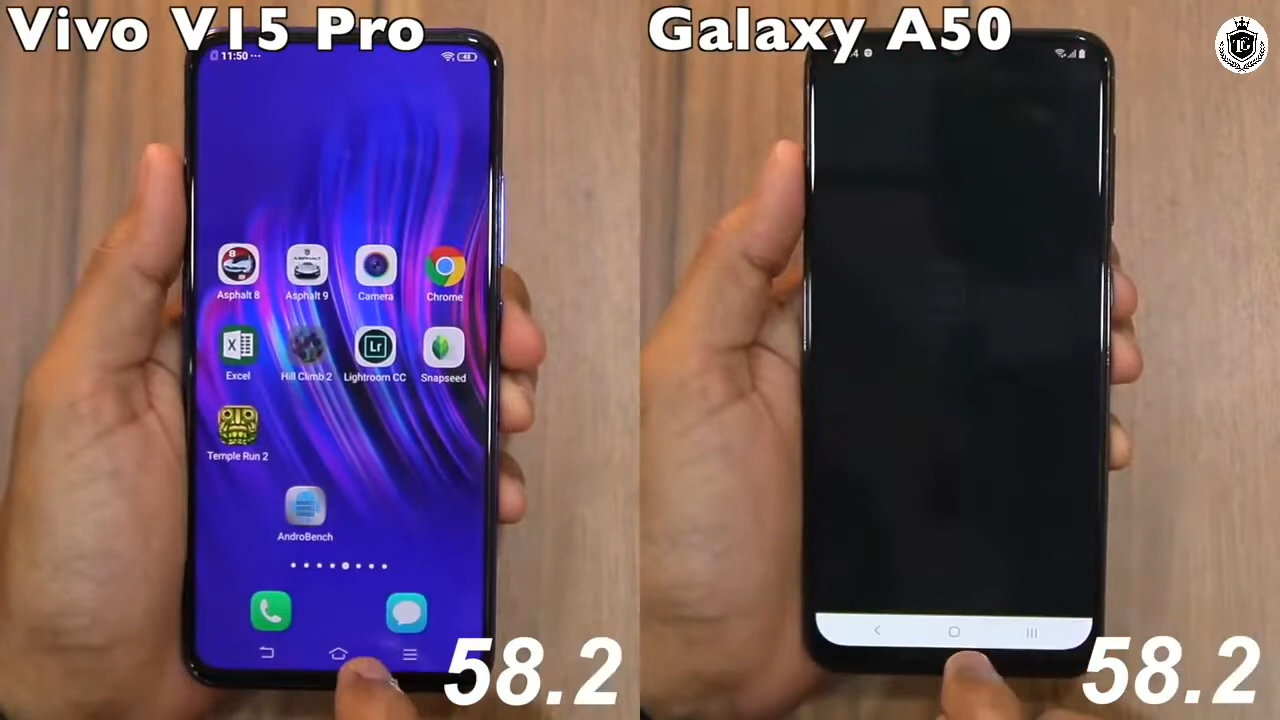 Vivo V15 Pro
Galaxy A50
11:50
48
Asphalt 8
Asphalt 9
Camera
Chrome
Excel
Hill Climb 2
Lightroom CC
Snapseed
Temple Run 2
AndroBench
58.2
58.2